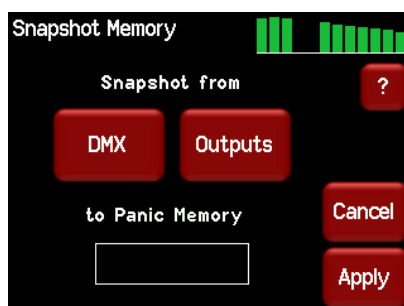 Snapshot Memory
Snapshot from
?
DMX
Outputs
to Panic Memory
Cancel
Apply